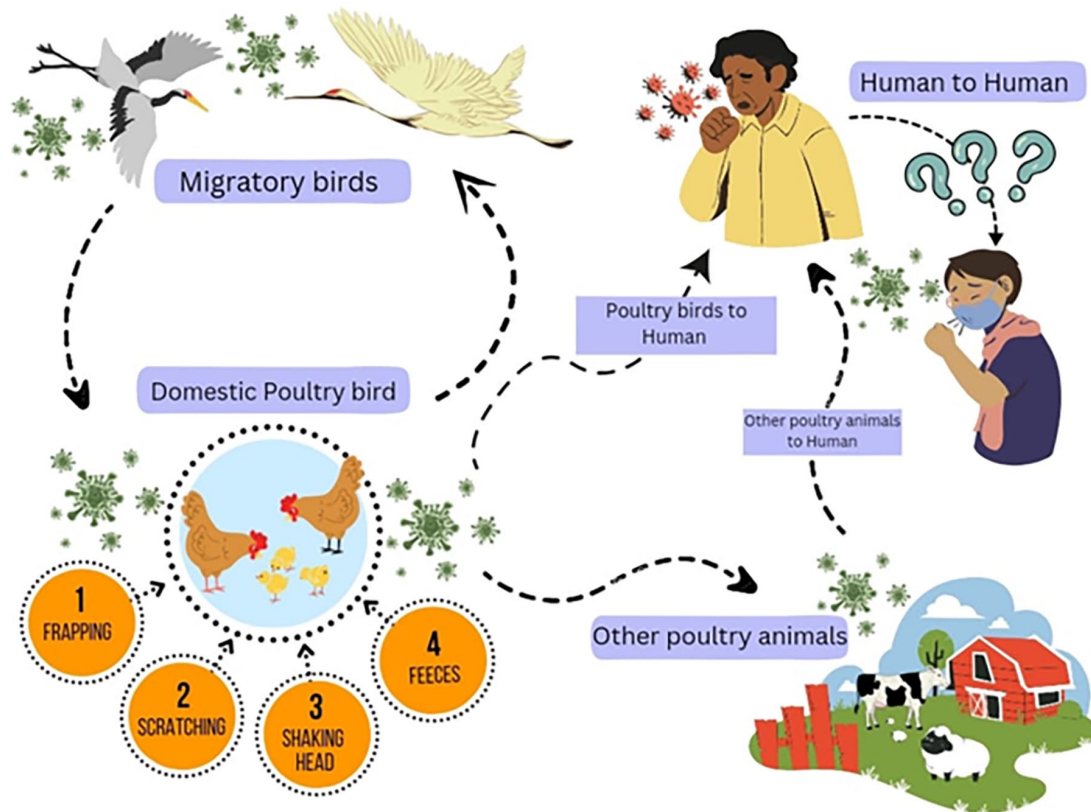 Migratory birds
Human to Human
Poultry birds to
Human
Domestic Poultry bird
Other poultry animals
to Human
1
FRAPPING
2
SCRATCHING
3
SHAKING
HEAD
4
FEECES
Other poultry animals